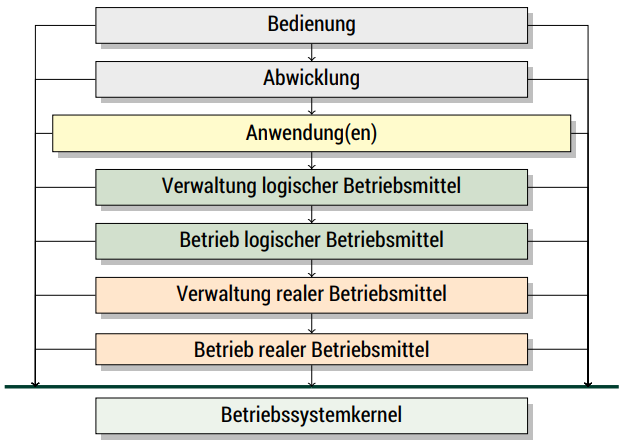 Bedienung
Abwicklung
Anwendung(en)
Verwaltung logischer Betriebsmittel
Betrieb logischer Betriebsmittel
Verwaltung realer Betriebsmittel
Betrieb realer Betriebsmittel
Betriebssystemkernel